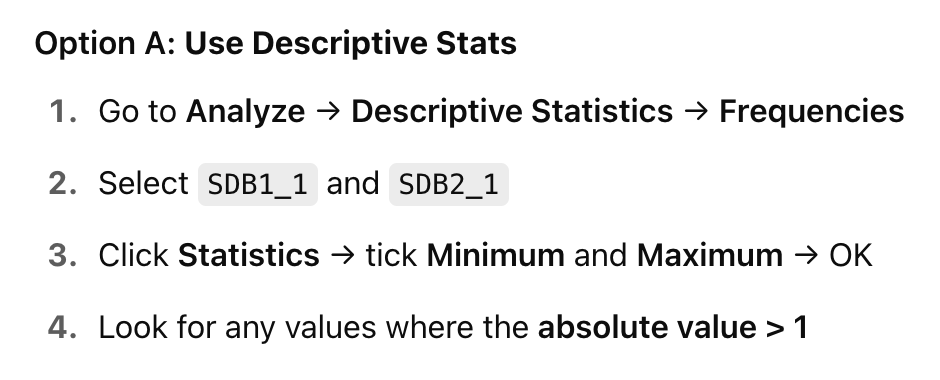 Option A: Use Descriptive Stats
1. Go to Analyze → Descriptive Statistics → Frequencies
2. Select SDB1_1 and SDB2_1
3. Click Statistics → tick Minimum and Maximum → OK
4. Look for any values where the absolute value > 1